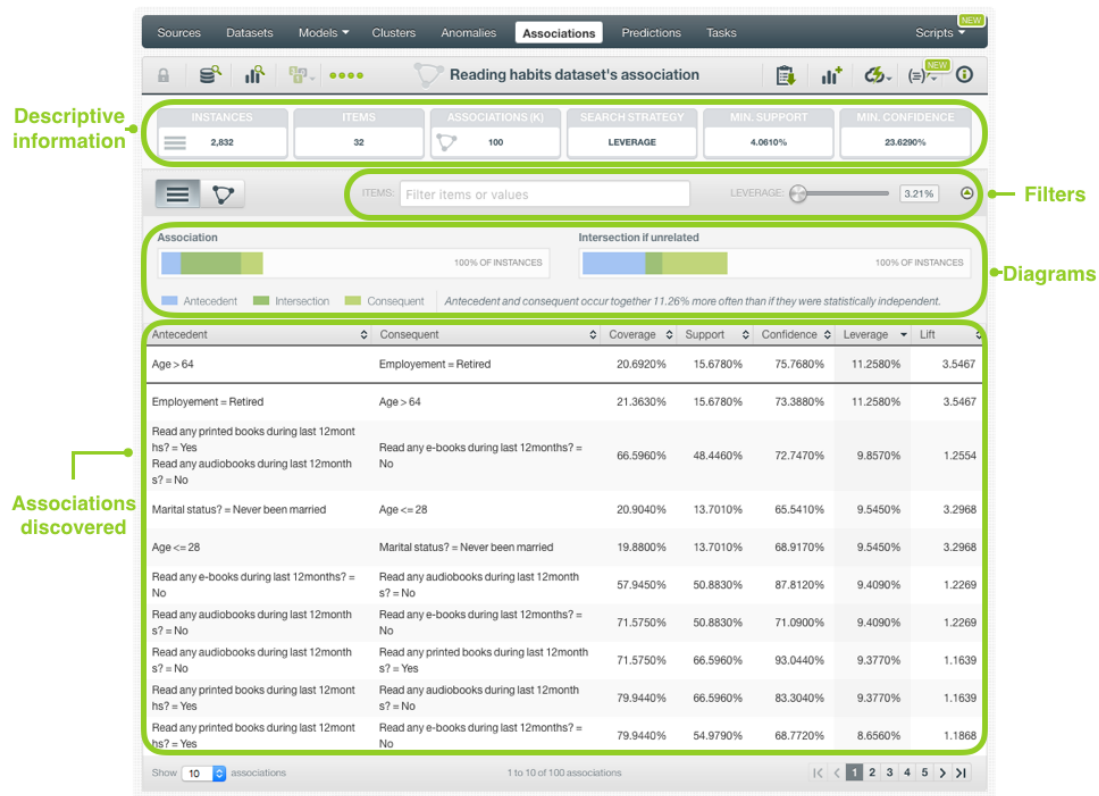 NEW
Sources Datasets Models Clusters Anomalies Associations Predictions Tasks Scripts
Reading habits dataset's association
NEW
Descriptive information
INSTANCES ITEMS ASSOCIATIONS (K) SEARCH STRATEGY MIN. SUPPORT MIN. CONFIDENCE
2,832 32 100 LEVERAGE 4.0610% 23.6290%
ITEMS: Filter items or values LEVERAGE: 3.21%
Filters
Association Intersection if unrelated
100% OF INSTANCES 100% OF INSTANCES
Diagrams
Antecedent Intersection Consequent Antecedent and consequent occur together 11.26% more often than if they were statistically independent.
Antecedent Consequent Coverage Support Confidence Leverage Lift
Age > 64 Employement = Retired 20.6920% 15.6780% 75.7680% 11.2580% 3.5467
Employement = Retired Age > 64 21.3630% 15.6780% 73.3880% 11.2580% 3.5467
Read any printed books during last 12mont
hs? = Yes
Read any audiobooks during last 12month
s? = No
Read any e-books during last 12months? =
No
66.5960% 48.4460% 72.7470% 9.8570% 1.2554
Associations
discovered
Marital status? = Never been married Age <= 28 20.9040% 13.7010% 65.5410% 9.5450% 3.2968
Age <= 28 Marital status? = Never been married 19.8800% 13.7010% 68.9170% 9.5450% 3.2968
Read any e-books during last 12months? =
No
Read any audiobooks during last 12month
s? = No
57.9450% 50.8830% 87.8120% 9.4090% 1.2269
Read any audiobooks during last 12month
s? = No
Read any e-books during last 12months? =
No
71.5750% 50.8830% 71.0900% 9.4090% 1.2269
Read any audiobooks during last 12month
s? = No
Read any printed books during last 12month
s? = Yes
71.5750% 66.5960% 93.0440% 9.3770% 1.1639
Read any printed books during last 12mont
hs? = Yes
Read any audiobooks during last 12month
s? = No
79.9440% 66.5960% 83.3040% 9.3770% 1.1639
Read any printed books during last 12mont
hs? = Yes
Read any e-books during last 12months? =
No
79.9440% 54.9790% 68.7720% 8.6560% 1.1868
Show 10 associations 1 to 10 of 100 associations 1 2 3 4 5